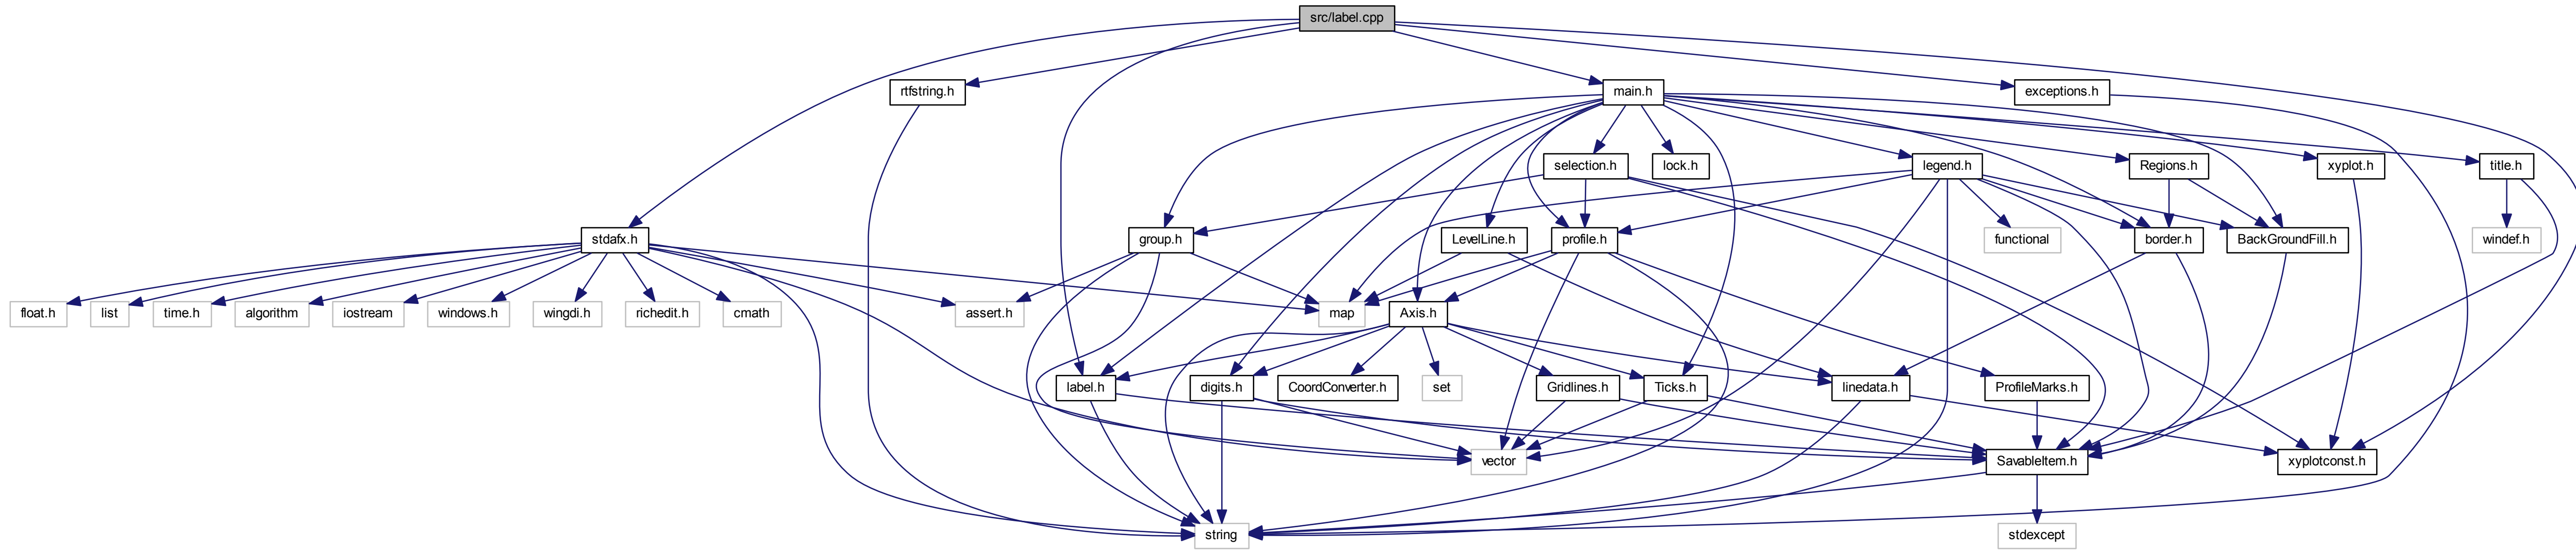 src/label.cpp
rtfstring.h
main.h
exceptions.h
selection.h
lock.h
legend.h
Regions.h
xyplot.h
title.h
stdafx.h
group.h
LevelLine.h
profile.h
functional
border.h
BackGroundFill.h
windef.h
float.h
list
time.h
algorithm
iostream
windows.h
wingdi.h
richedit.h
cmath
assert.h
map
Axis.h
label.h
digits.h
CoordConverter.h
set
Gridlines.h
Ticks.h
linedata.h
ProfileMarks.h
vector
SavableItem.h
xyplotconst.h
string
stdexcept